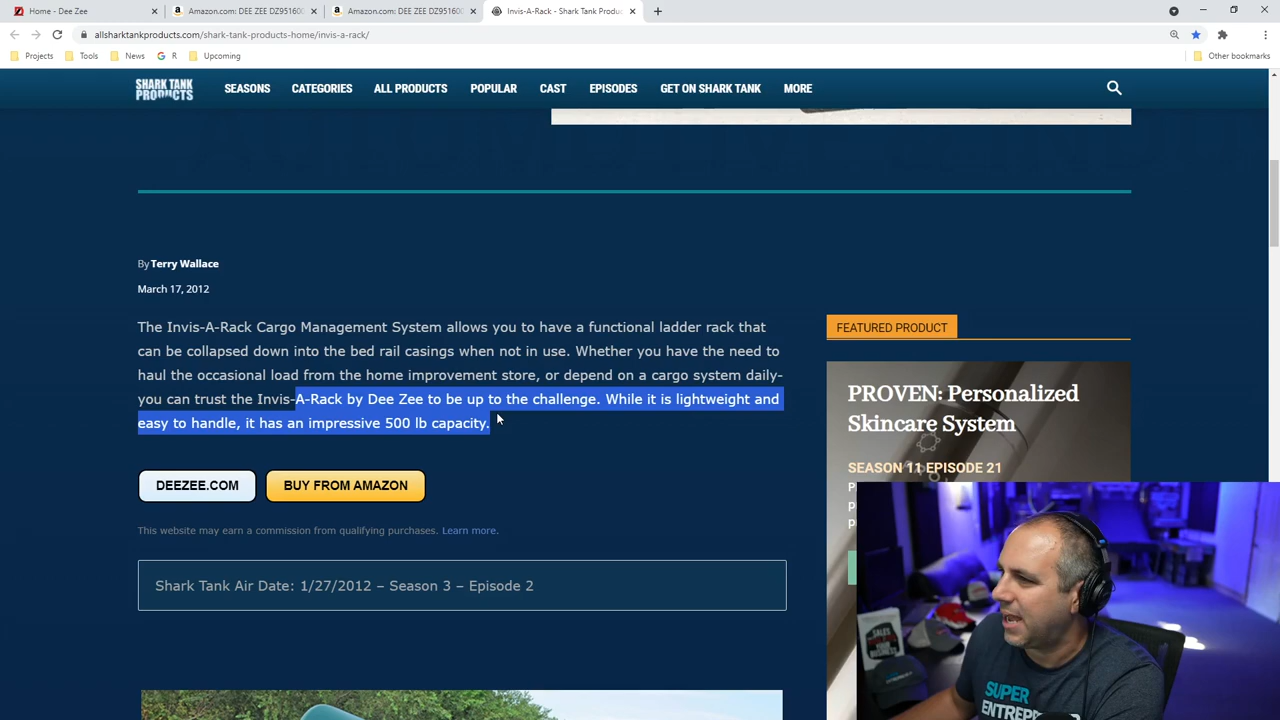 Home - Dee Zee
Amazon.com: DEE ZEE DZ951600
Amazon.com: DEE ZEE DZ951600
Invis-A-Rack - Shark Tank Produc
allsharktankproducts.com/shark-tank-products-home/invis-a-rack/
Projects Tools News R Upcoming Other bookmarks
SHARK TANK
PRODUCTS
SEASONS CATEGORIES ALL PRODUCTS POPULAR CAST EPISODES GET ON SHARK TANK MORE
By Terry Wallace
March 17, 2012
The Invis-A-Rack Cargo Management System allows you to have a functional ladder rack that
can be collapsed down into the bed rail casings when not in use. Whether you have the need to
haul the occasional load from the home improvement store, or depend on a cargo system daily-
you can trust the Invis-A-Rack by Dee Zee to be up to the challenge. While it is lightweight and
easy to handle, it has an impressive 500 lb capacity.
DEEZEE.COM BUY FROM AMAZON
This website may earn a commission from qualifying purchases. Learn more.
Shark Tank Air Date: 1/27/2012 – Season 3 – Episode 2
FEATURED PRODUCT
PROVEN: Personalized
Skincare System
SEASON 11 EPISODE 21
SALES
YOUR
BUSINESS
SUPER
ENTREPR